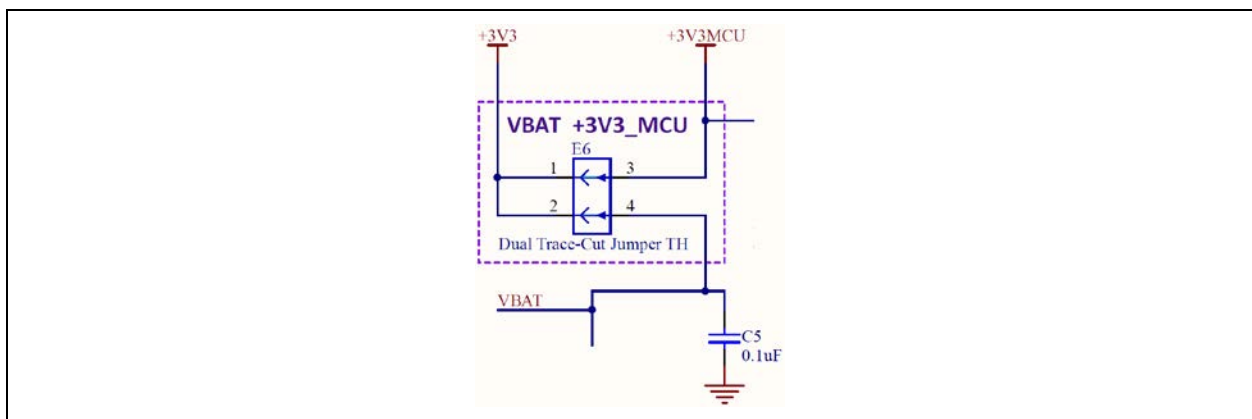 +3V3 +3V3MCU
VBAT +3V3_MCU
E6
1 3
2 4
Dual Trace-Cut Jumper TH
VBAT
C5
0.1uF